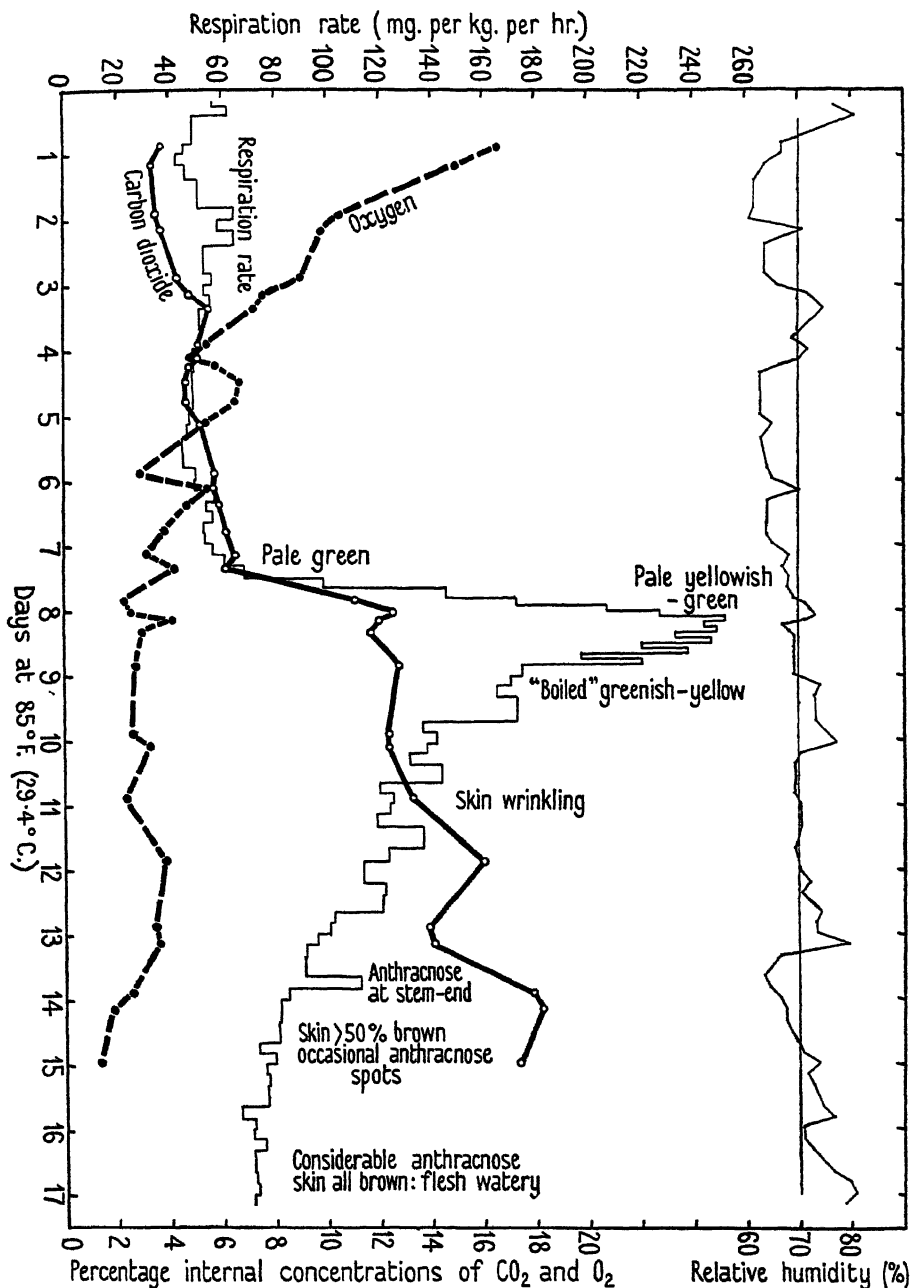 Respiration rate (mg. per kg. per hr.)
0 20 40 60 80 100 120 140 160 180 200 220 240 260
Respiration rate
Carbon dioxide
Oxygen
Pale green
Pale yellowish
-green
"Boiled" greenish-yellow
Skin wrinkling
Anthracnose
at stem-end
Skin >50% brown
occasional anthracnose
spots
Considerable anthracnose
skin all brown: flesh watery
1 2 3 4 5 6 7 8 9 10 11 12 13 14 15 16 17
Days at 85°F. (29·4°C.)
0 2 4 6 8 10 12 14 16 18 20
60 70 80
Percentage internal concentrations of CO2 and O2
Relative humidity (%)